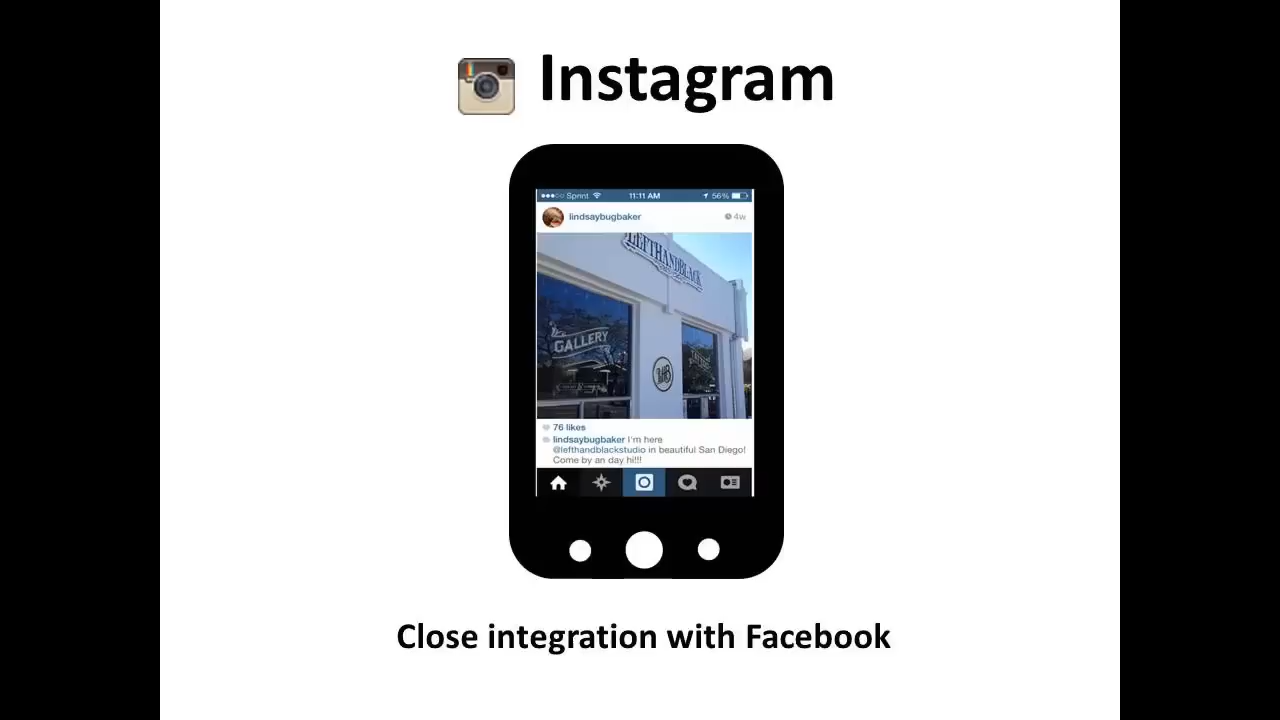 Instagram
Sprint 11:11 AM 56%
lindsaybugbaker 4w
LEFTHANDBLACK
GALLERY
LHB
76 likes
lindsaybugbaker I'm here
@lefthandblackstudio in beautiful San Diego!
Come by an day hi!!!
Close integration with Facebook